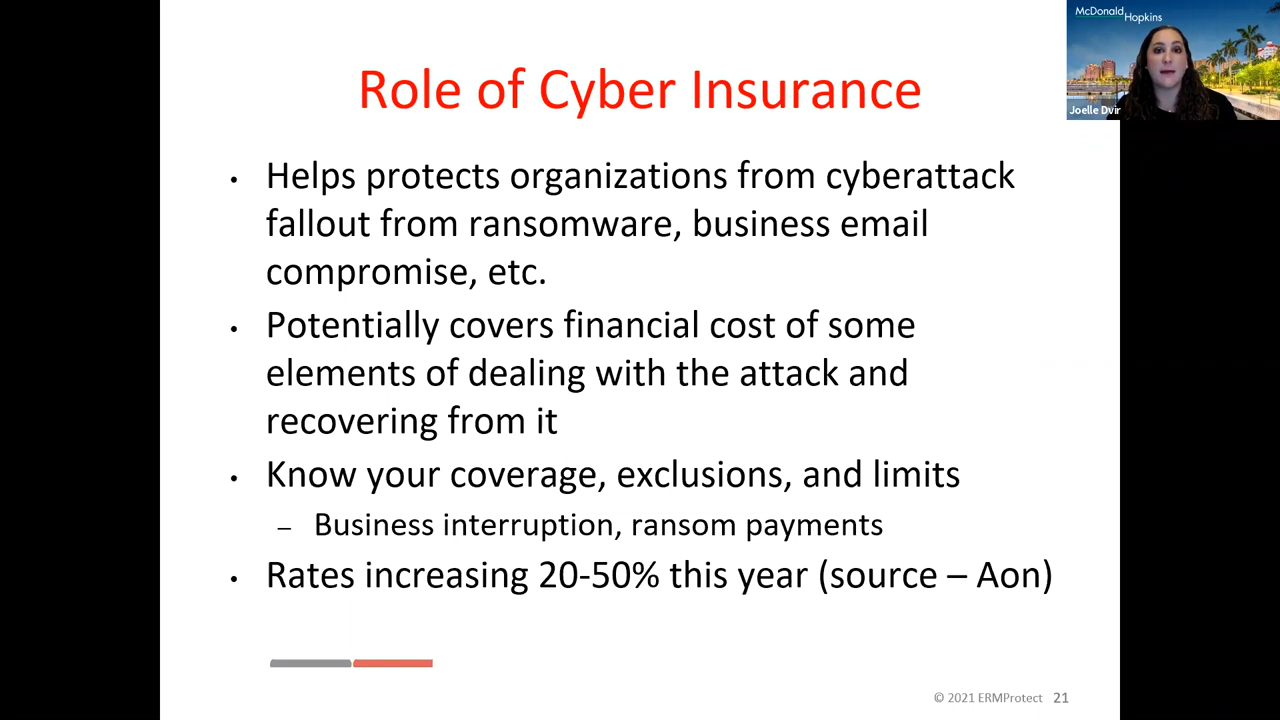 McDonald
Hopkins
Joelle Dvir
Role of Cyber Insurance
• Helps protects organizations from cyberattack
fallout from ransomware, business email
compromise, etc.
• Potentially covers financial cost of some
elements of dealing with the attack and
recovering from it
• Know your coverage, exclusions, and limits
– Business interruption, ransom payments
• Rates increasing 20-50% this year (source – Aon)
© 2021 ERMProtect 21